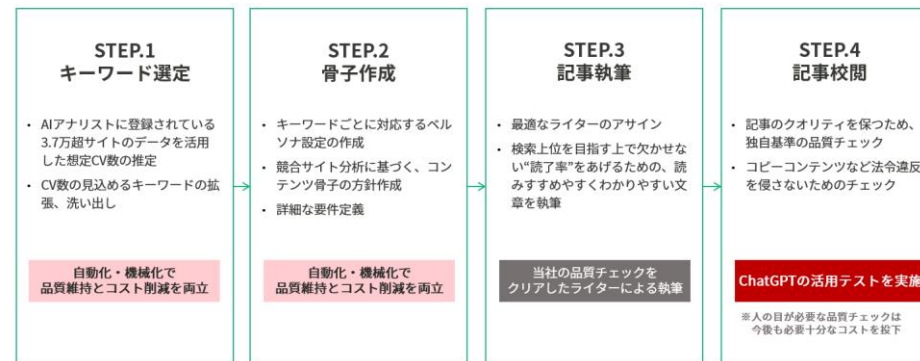 STEP.1
キーワード選定
・ AIアナリストに登録されている
3.7万超サイトのデータを活用
した想定CV数の推定
・ CV数の見込めるキーワードの拡
張、洗い出し
自動化・機械化で
品質維持とコスト削減を両立
STEP.2
骨子作成
・ キーワードごとに対応するペル
ソナ設定の作成
・ 競合サイト分析に基づく、コン
テンツ骨子の方針作成
・ 詳細な要件定義
自動化・機械化で
品質維持とコスト削減を両立
STEP.3
記事執筆
・ 最適なライターのアサイン
・ 検索上位を目指す上で欠かせな
い“読了率”をあげるための、読
みすすめやすくわかりやすい文
章を執筆
当社の品質チェックを
クリアしたライターによる執筆
STEP.4
記事校閲
・ 記事のクオリティを保つため、
独自基準の品質チェック
・ コピーコンテンツなど法令違反
を侵さないためのチェック
ChatGPTの活用テストを実施
※人の目が必要な品質チェックは
今後も必要十分なコストを投下